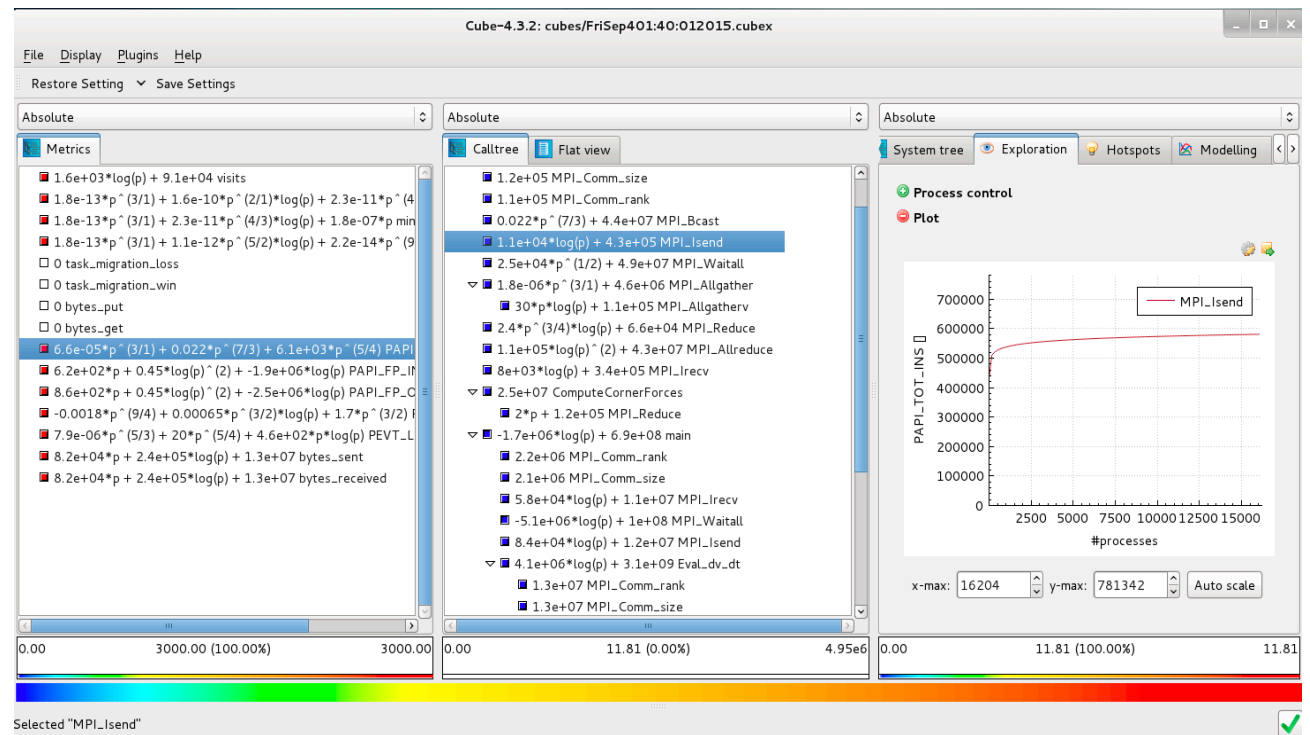 Cube-4.3.2: cubes/FriSep401:40:012015.cubex
File Display Plugins Help
Restore Setting Save Settings
Absolute
Metrics
1.6e+03*log(p) + 9.1e+04 visits
1.8e-13*p^(3/1) + 1.6e-10*p^(2/1)*log(p) + 2.3e-11*p^(4
1.8e-13*p^(3/1) + 2.3e-11*p^(4/3)*log(p) + 1.8e-07*p min
1.8e-13*p^(3/1) + 1.1e-12*p^(5/2)*log(p) + 2.2e-14*p^(9
0 task_migration_loss
0 task_migration_win
0 bytes_put
0 bytes_get
6.6e-05*p^(3/1) + 0.022*p^(7/3) + 6.1e+03*p^(5/4) PAPI
6.2e+02*p + 0.45*log(p)^(2) + -1.9e+06*log(p) PAPI_FP_IN
8.6e+02*p + 0.45*log(p)^(2) + -2.5e+06*log(p) PAPI_FP_O
-0.0018*p^(9/4) + 0.00065*p^(3/2)*log(p) + 1.7*p^(3/2)
7.9e-06*p^(5/3) + 20*p^(5/4) + 4.6e+02*p*log(p) PEVT_L
8.2e+04*p + 2.4e+05*log(p) + 1.3e+07 bytes_sent
8.2e+04*p + 2.4e+05*log(p) + 1.3e+07 bytes_received
0.00 3000.00 (100.00%) 3000.00
Absolute
Calltree Flat view
1.2e+05 MPI_Comm_size
1.1e+05 MPI_Comm_rank
0.022*p^(7/3) + 4.4e+07 MPI_Bcast
1.1e+04*log(p) + 4.3e+05 MPI_Isend
2.5e+04*p^(1/2) + 4.9e+07 MPI_Waitall
1.8e-06*p^(3/1) + 4.6e+06 MPI_Allgather
30*p*log(p) + 1.1e+05 MPI_Allgatherv
2.4*p^(3/4)*log(p) + 6.6e+04 MPI_Reduce
1.1e+05*log(p)^(2) + 4.3e+07 MPI_Allreduce
8e+03*log(p) + 3.4e+05 MPI_Irecv
2.5e+07 ComputeCornerForces
2*p + 1.2e+05 MPI_Reduce
-1.7e+06*log(p) + 6.9e+08 main
2.2e+06 MPI_Comm_rank
2.1e+06 MPI_Comm_size
5.8e+04*log(p) + 1.1e+07 MPI_Irecv
-5.1e+06*log(p) + 1e+08 MPI_Waitall
8.4e+04*log(p) + 1.2e+07 MPI_Isend
4.1e+06*log(p) + 3.1e+09 Eval_dv_dt
1.3e+07 MPI_Comm_rank
1.3e+07 MPI_Comm_size
0.00 11.81 (0.00%) 4.95e6
Absolute
System tree Exploration Hotspots Modelling
Process control
Plot
MPI_Isend
700000
600000
500000
400000
300000
200000
100000
0
PAPI_TOT_INS []
2500 5000 7500 10000 12500 15000
#processes
x-max: 16204 y-max: 781342 Auto scale
0.00 11.81 (100.00%) 11.81
Selected "MPI_Isend"